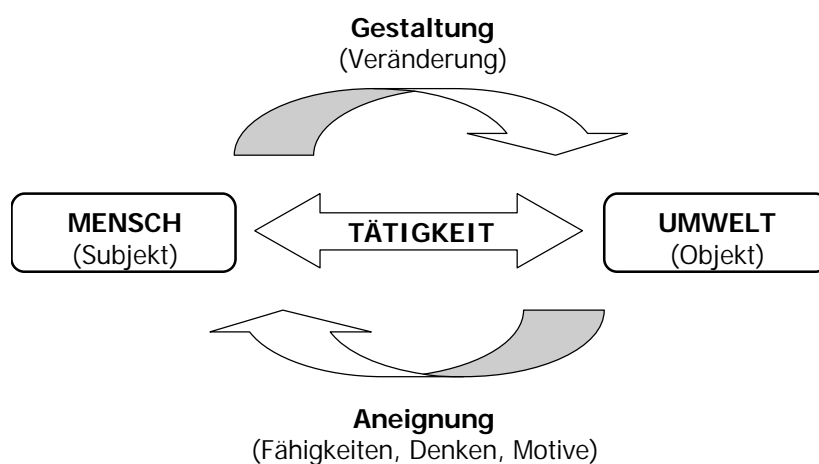 Gestaltung
(Veränderung)
MENSCH
(Subjekt)
TÄTIGKEIT
UMWELT
(Objekt)
Aneignung
(Fähigkeiten, Denken, Motive)